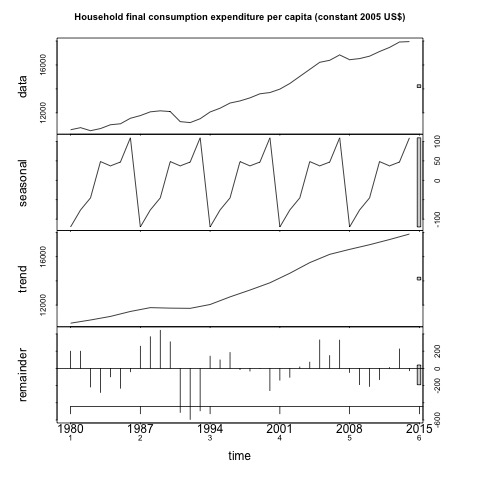 Household final consumption expenditure per capita (constant 2005 US$)
data
12000 16000
seasonal
-100 0 50 100
trend
12000 16000
remainder
-600 -200 0 200
1980 1987 1994 2001 2008 2015
1 2 3 4 5 6
time